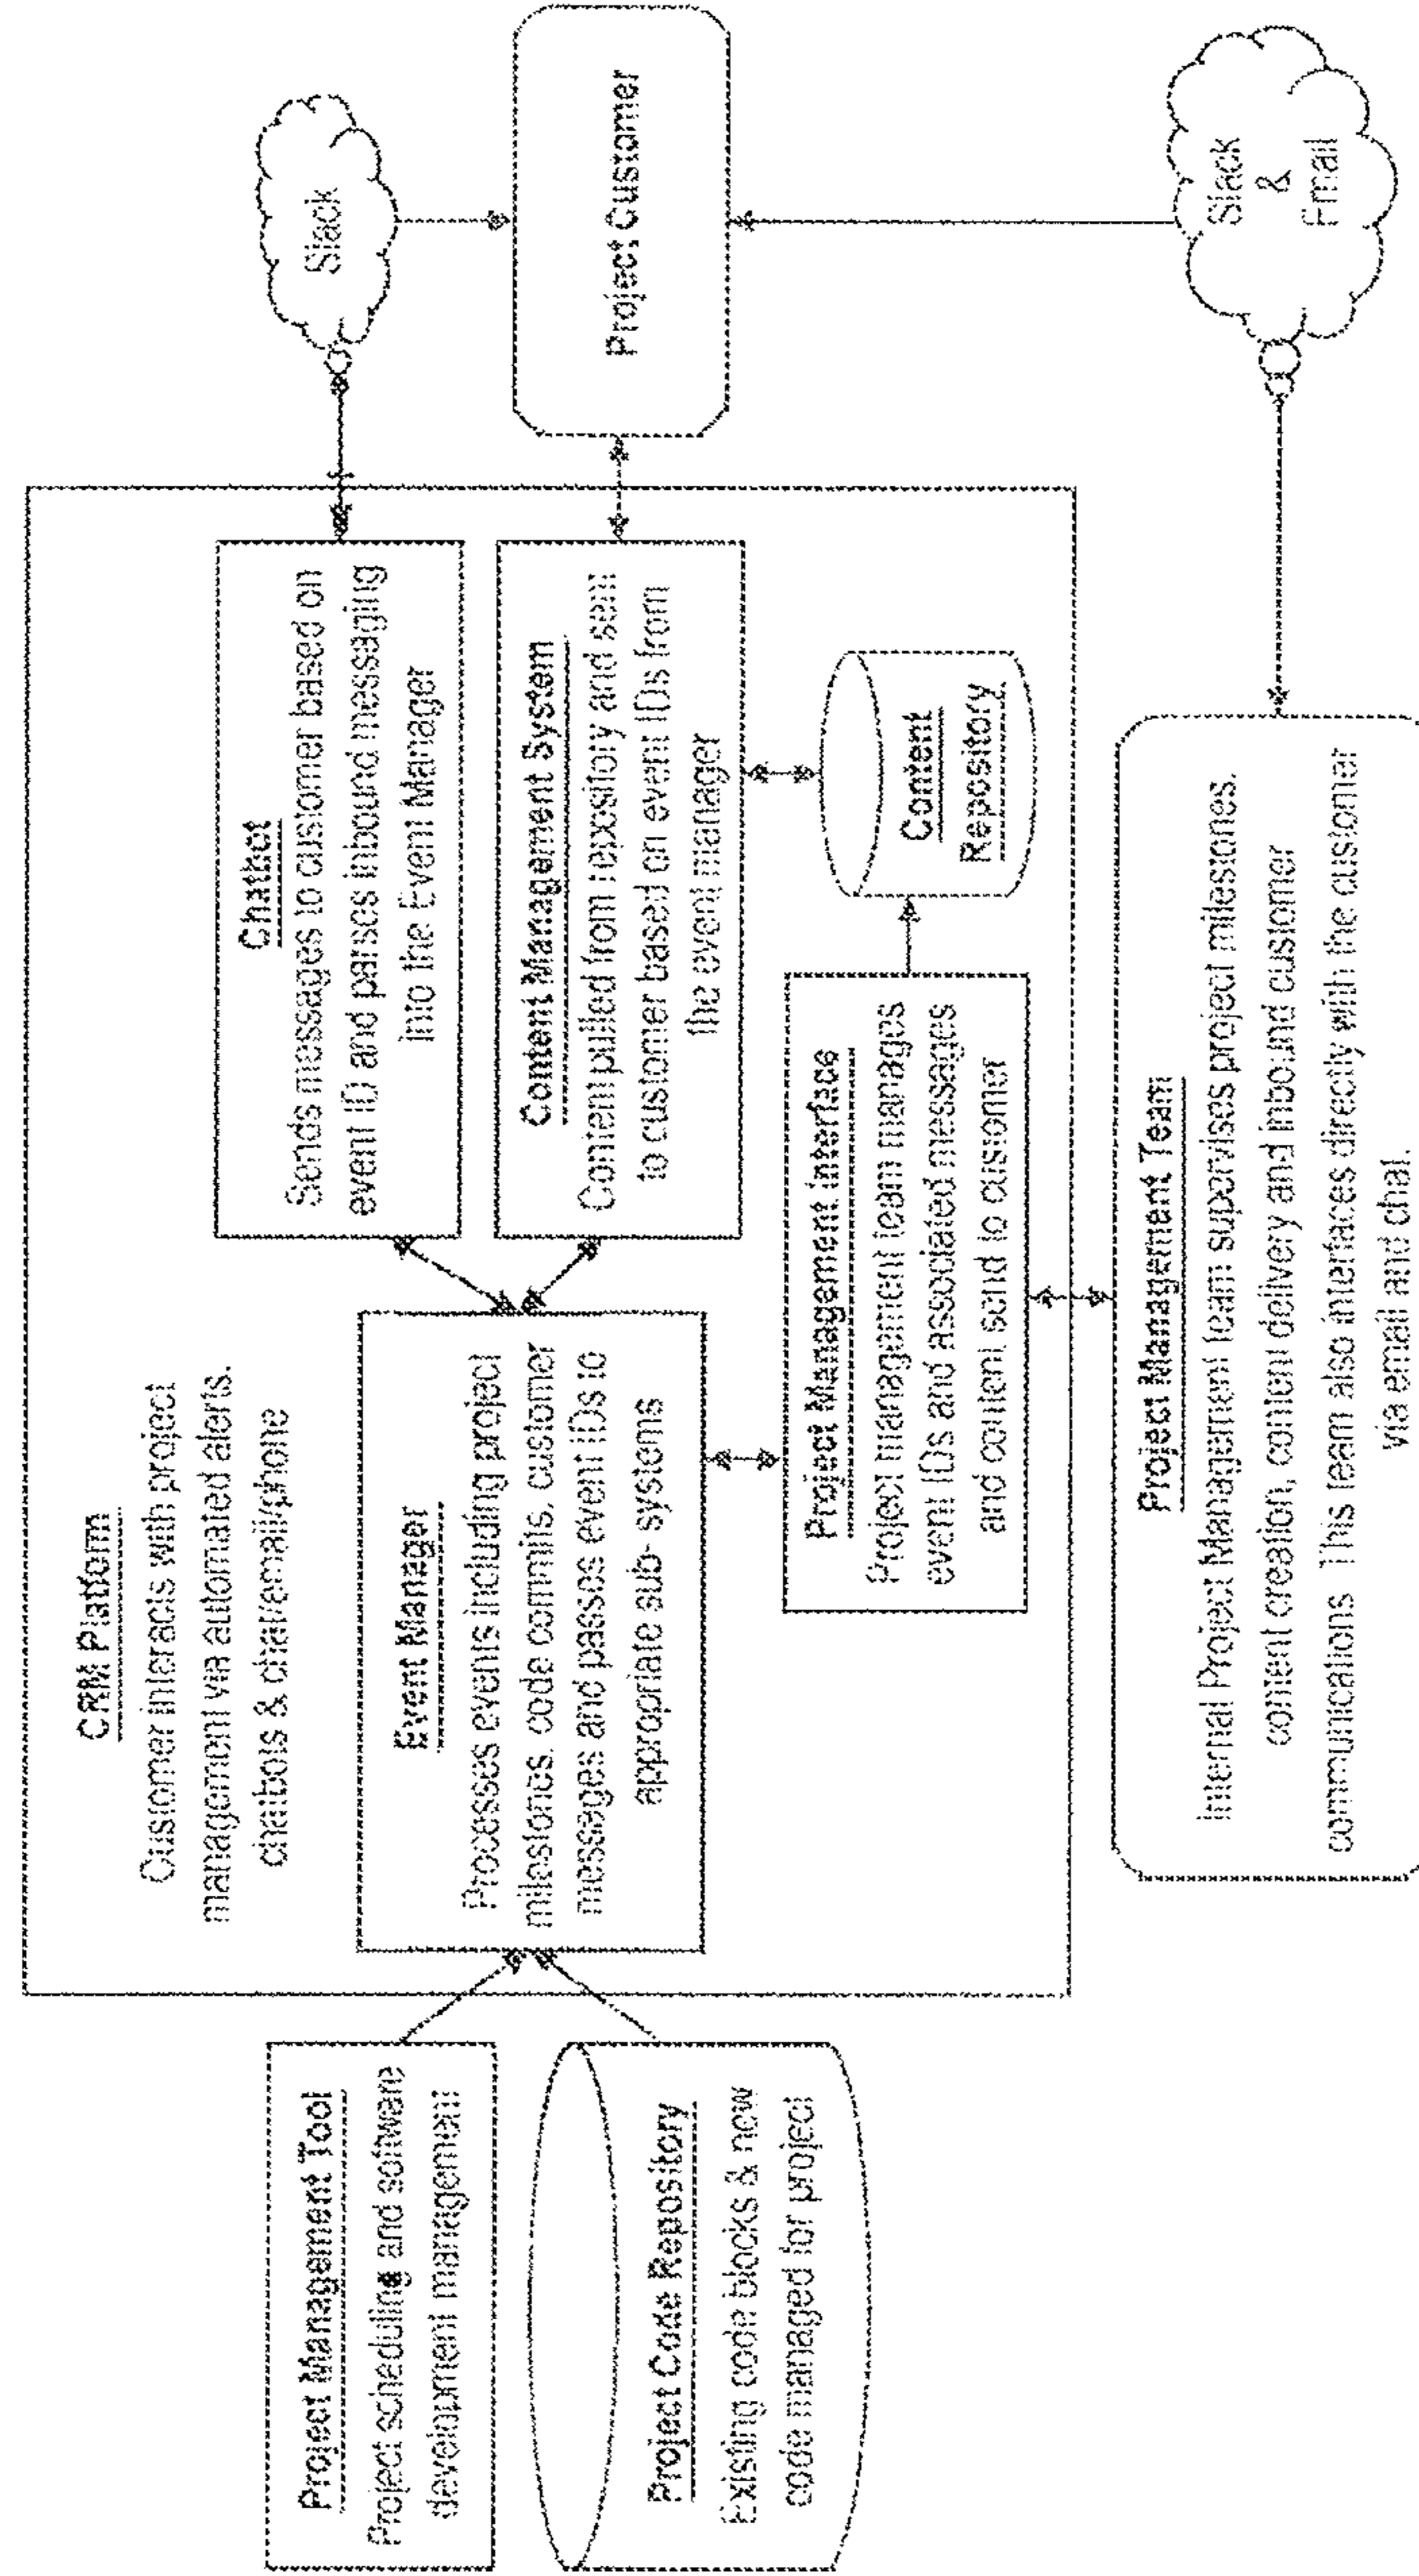 CRM Platform
Customer interacts with project
management via automated alerts.
chatbots & chat/email/phone
Project Management Tool
Project scheduling and software
development management
Project Code Repository
Existing code blocks & new
code managed for project
Event Manager
Processes events including project
milestones, code commits, customer
messages and passes event IDs to
appropriate sub- systems
Chatbot
Sends messages to customer based on
event ID and parses inbound messaging
into the Event Manager
Content Management System
Content pulled from repository and sent
to customer based on event IDs from
the event manager
Project Management Interface
Project management team manages
event IDs and associated messages
and content send to customer
Content
Repository
Slack
Project Customer
Slack
&
Email
Project Management Team
Internal Project Management team supervises project milestones,
content creation, content delivery and inbound customer
communications. This team also interfaces directly with the customer
via email and chat.